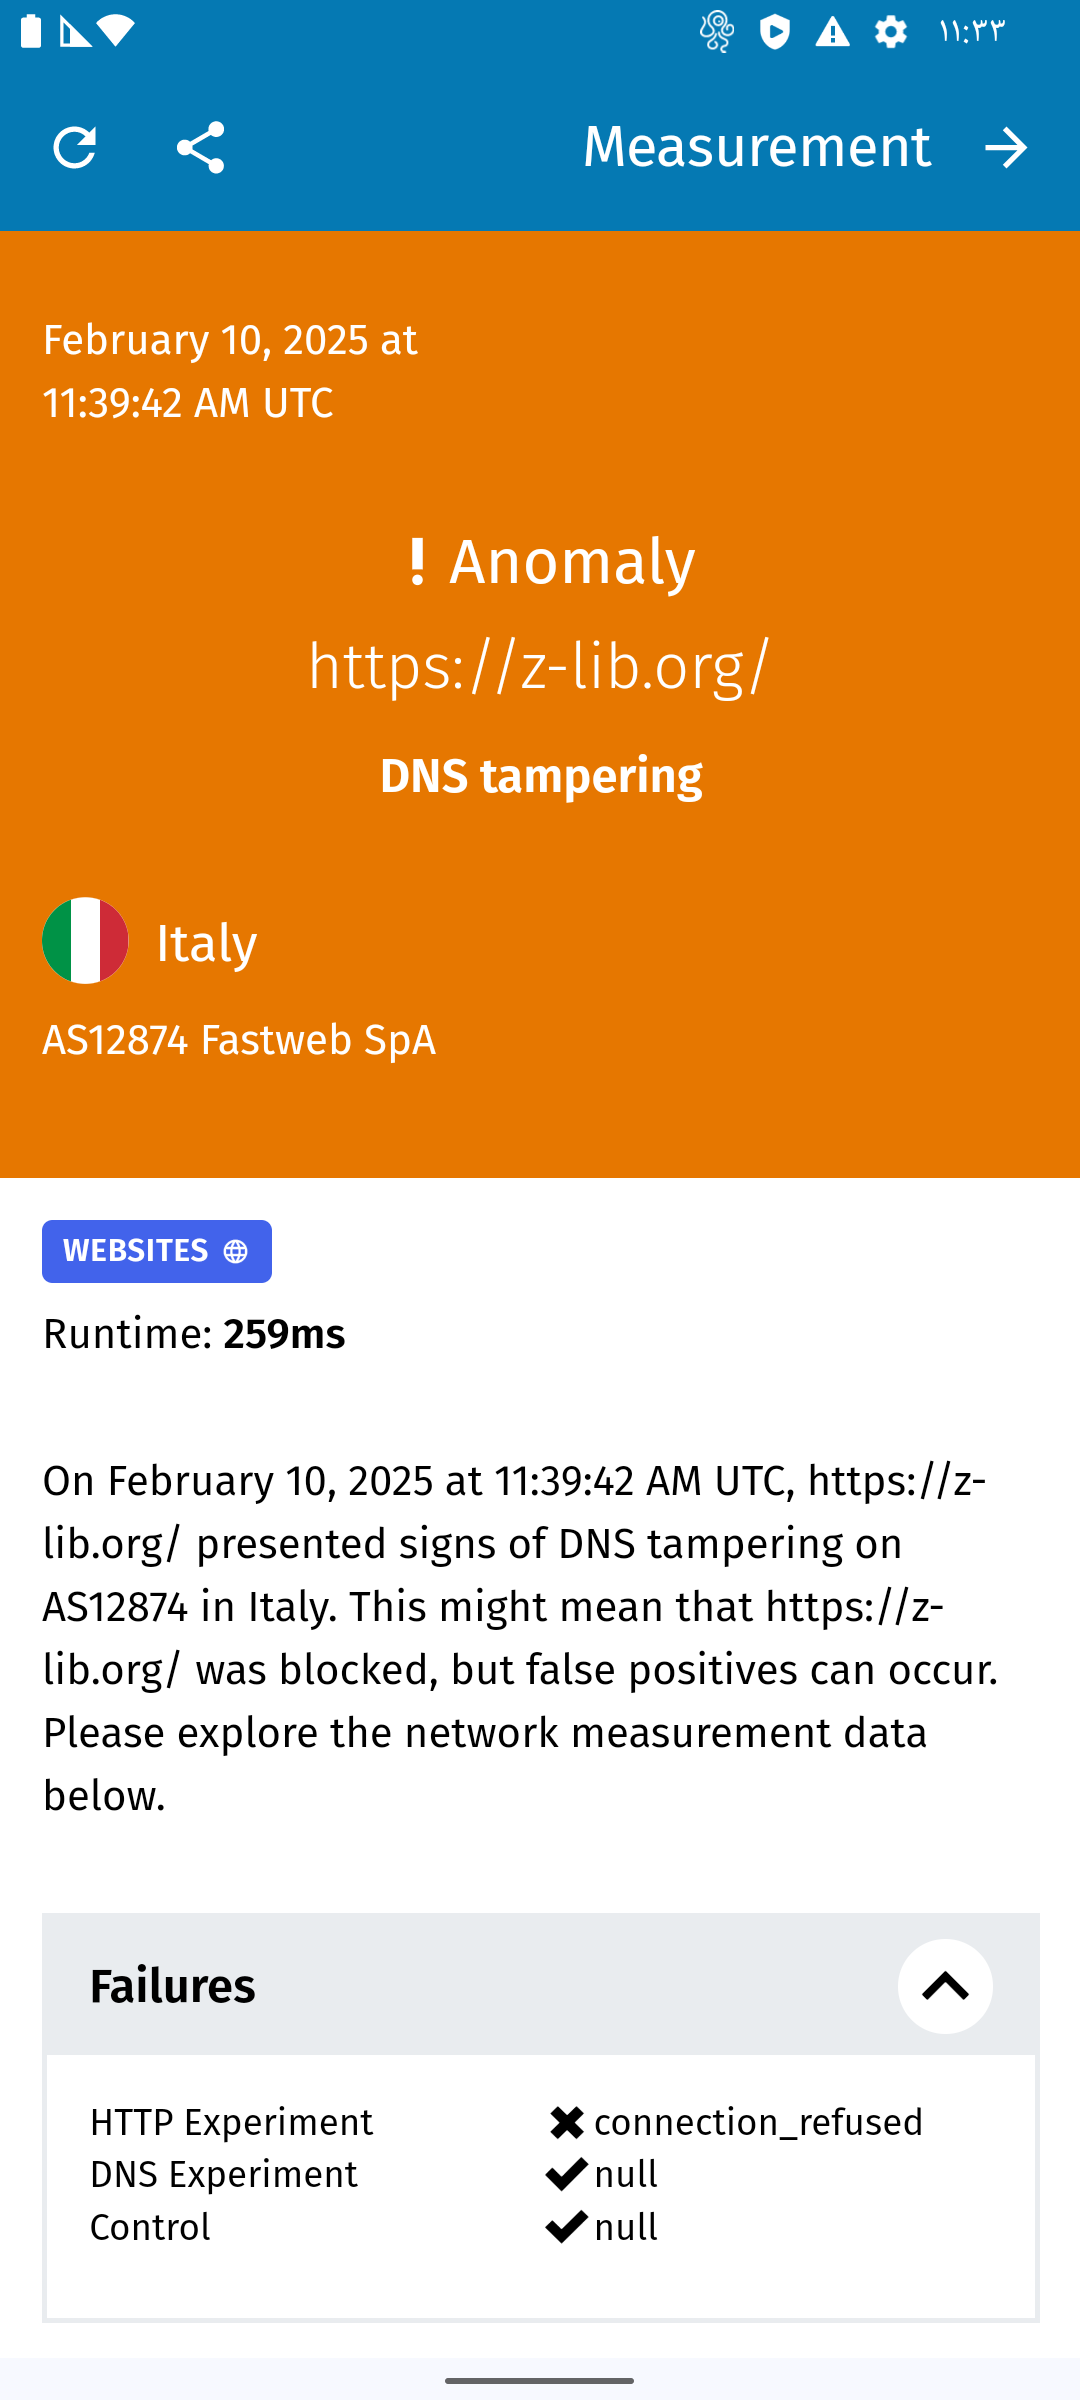 ۱۱:۳۳
Measurement
February 10, 2025 at
11:39:42 AM UTC
! Anomaly
https://z-lib.org/
DNS tampering
Italy
AS12874 Fastweb SpA
WEBSITES
Runtime: 259ms
On February 10, 2025 at 11:39:42 AM UTC, https://z-
lib.org/ presented signs of DNS tampering on
AS12874 in Italy. This might mean that https://z-
lib.org/ was blocked, but false positives can occur.
Please explore the network measurement data
below.
Failures
HTTP Experiment connection_refused
DNS Experiment null
Control null